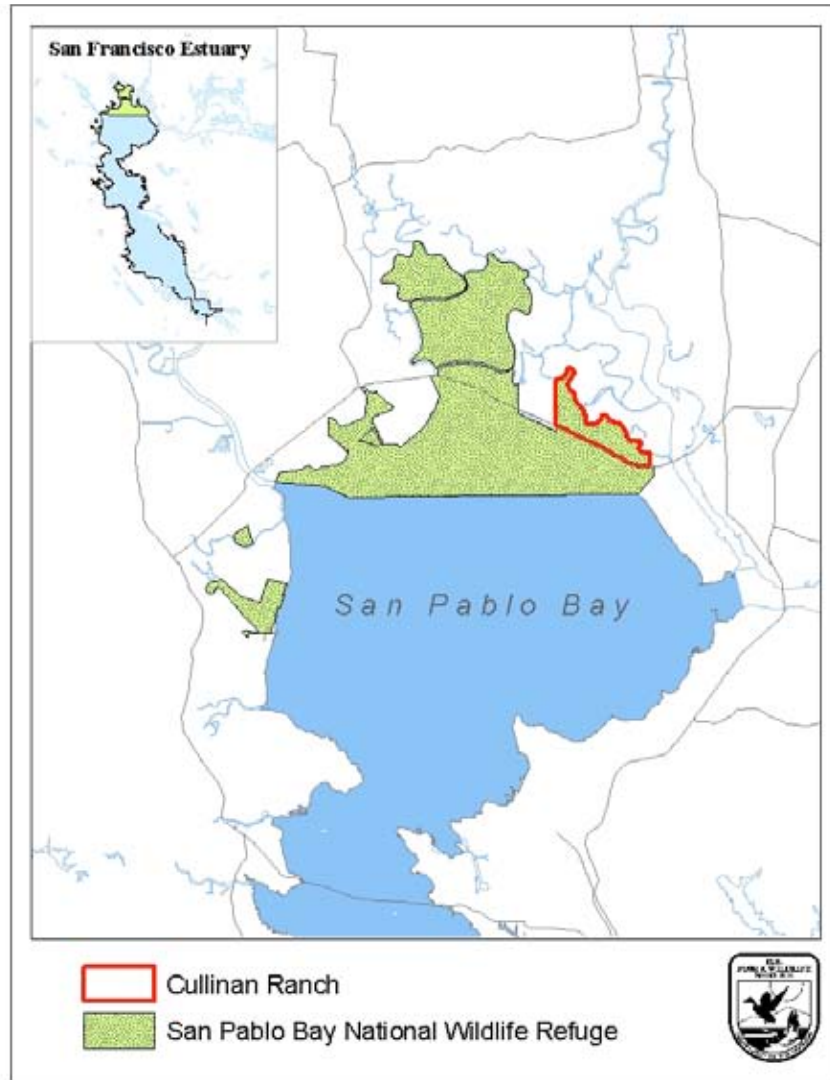 San Francisco Estuary
San Pablo Bay
Cullinan Ranch
San Pablo Bay National Wildlife Refuge